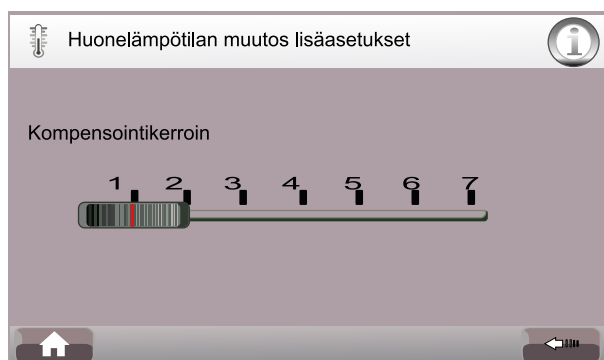 Huonelämpötilan muutos lisäasetukset
Kompensointikerroin
1 2 3 4 5 6 7